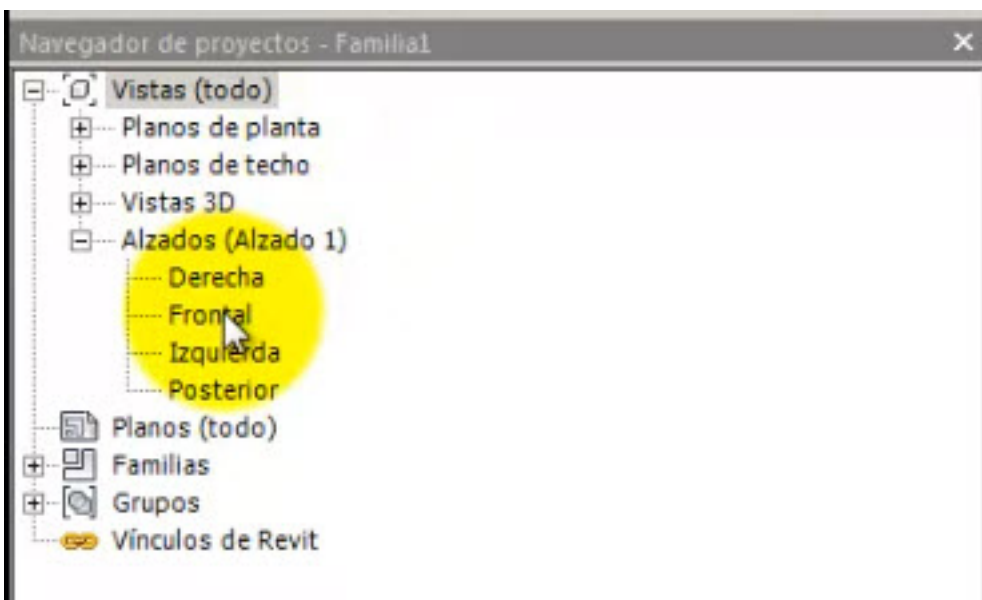 Navegador de proyectos - Familia1
Vistas (todo)
Planos de planta
Planos de techo
Vistas 3D
Alzados (Alzado 1)
Derecha
Frontal
Izquierda
Posterior
Planos (todo)
Familias
Grupos
Vínculos de Revit